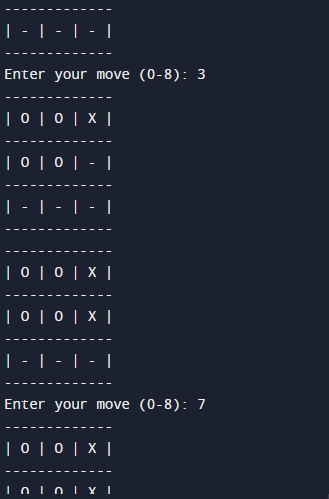 -------------
| - | - | - |
-------------
Enter your move (0-8): 3
-------------
| O | O | X |
-------------
| O | O | - |
-------------
| - | - | - |
-------------
-------------
| O | O | X |
-------------
| O | O | X |
-------------
| - | - | - |
-------------
Enter your move (0-8): 7
-------------
| O | O | X |
-------------
| O | O | X |